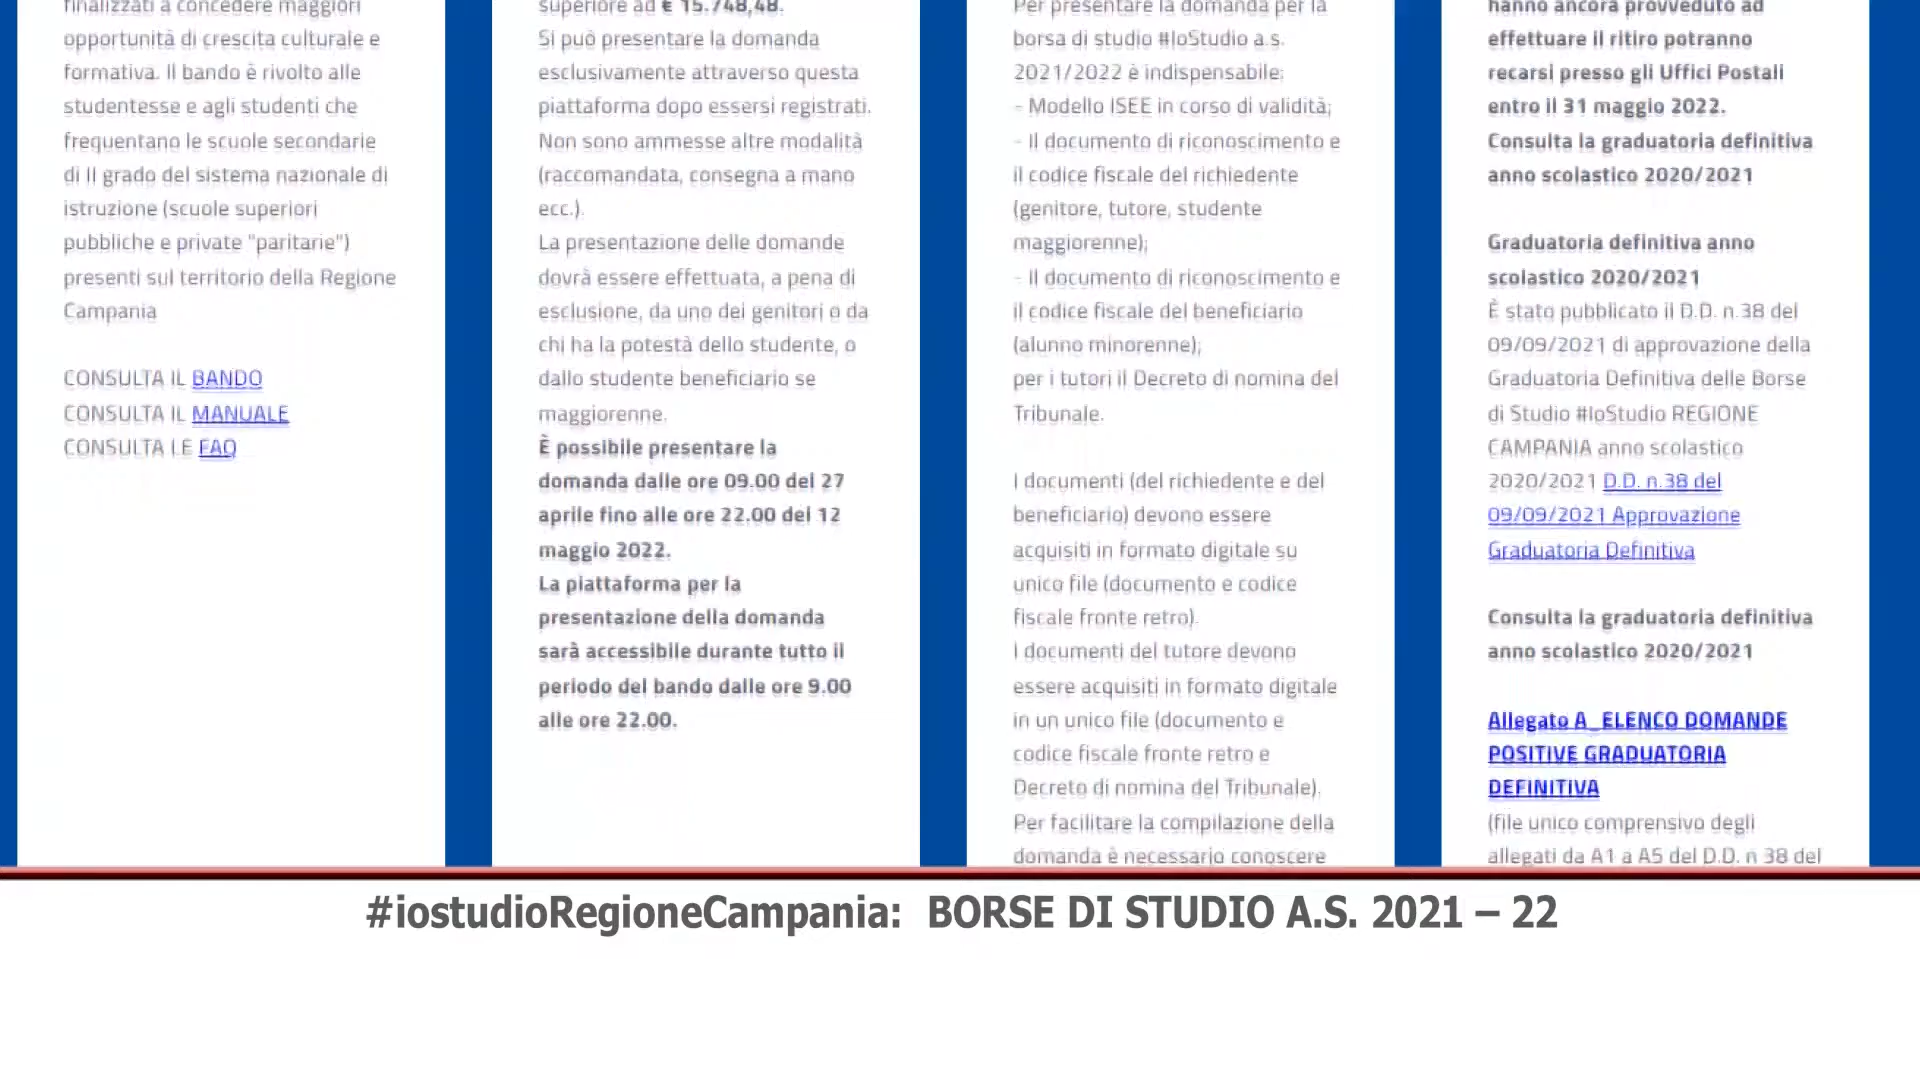 finalizzati a concedere maggiori
opportunità di crescita culturale e
formativa. Il bando è rivolto alle
studentesse e agli studenti che
frequentano le scuole secondarie
di II grado del sistema nazionale di
istruzione (scuole superiori
pubbliche e private "paritarie")
presenti sul territorio della Regione
Campania
CONSULTA IL BANDO
CONSULTA IL MANUALE
CONSULTA LE FAQ
superiore ad € 15.748,48.
Si può presentare la domanda
esclusivamente attraverso questa
piattaforma dopo essersi registrati.
Non sono ammesse altre modalità
(raccomandata, consegna a mano
ecc.).
La presentazione delle domande
dovrà essere effettuata, a pena di
esclusione, da uno dei genitori o da
chi ha la potestà dello studente, o
dallo studente beneficiario se
maggiorenne.
È possibile presentare la
domanda dalle ore 09.00 del 27
aprile fino alle ore 22.00 del 12
maggio 2022.
La piattaforma per la
presentazione della domanda
sarà accessibile durante tutto il
periodo del bando dalle ore 9.00
alle ore 22.00.
Per presentare la domanda per la
borsa di studio #IoStudio a.s.
2021/2022 è indispensabile:
- Modello ISEE in corso di validità;
- Il documento di riconoscimento e
il codice fiscale del richiedente
(genitore, tutore, studente
maggiorenne);
- Il documento di riconoscimento e
il codice fiscale del beneficiario
(alunno minorenne);
per i tutori il Decreto di nomina del
Tribunale.
I documenti (del richiedente e del
beneficiario) devono essere
acquisiti in formato digitale su
unico file (documento e codice
fiscale fronte retro).
I documenti del tutore devono
essere acquisiti in formato digitale
in un unico file (documento e
codice fiscale fronte retro e
Decreto di nomina del Tribunale).
Per facilitare la compilazione della
domanda è necessario conoscere
hanno ancora provveduto ad
effettuare il ritiro potranno
recarsi presso gli Uffici Postali
entro il 31 maggio 2022.
Consulta la graduatoria definitiva
anno scolastico 2020/2021
Graduatoria definitiva anno
scolastico 2020/2021
È stato pubblicato il D.D. n.38 del
09/09/2021 di approvazione della
Graduatoria Definitiva delle Borse
di Studio #IoStudio REGIONE
CAMPANIA anno scolastico
2020/2021 D.D. n.38 del
09/09/2021 Approvazione
Graduatoria Definitiva
Consulta la graduatoria definitiva
anno scolastico 2020/2021
Allegato A_ELENCO DOMANDE
POSITIVE GRADUATORIA
DEFINITIVA
(file unico comprensivo degli
allegati da A1 a A5 del D.D. n 38 del
#iostudioRegioneCampania: BORSE DI STUDIO A.S. 2021 – 22